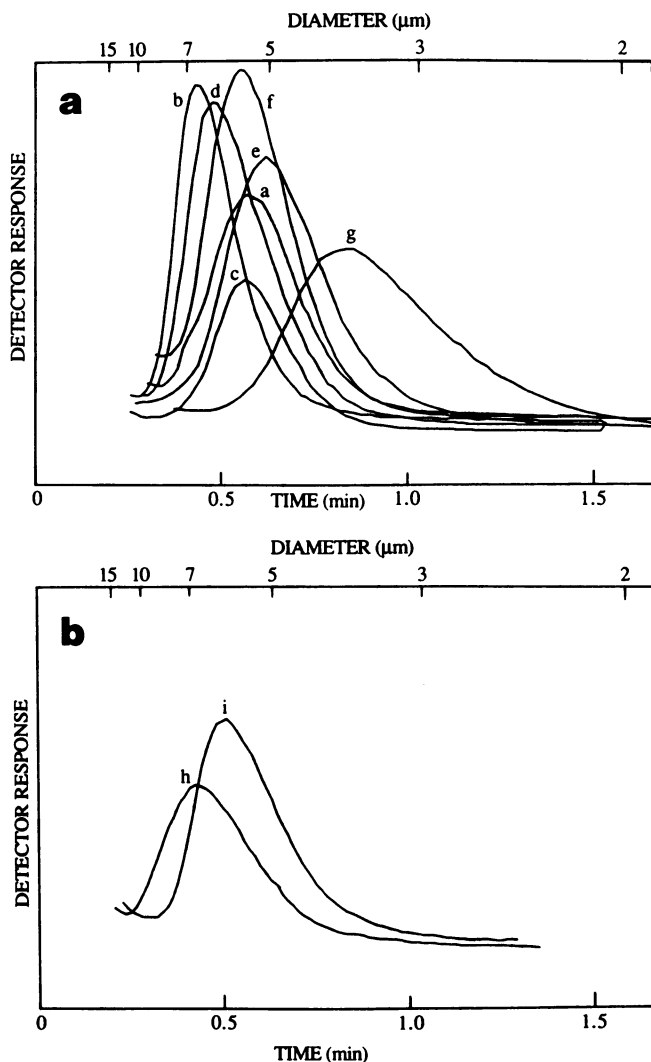 DIAMETER (μm)
15 10 7 5 3 2
a
b d f
e
a
g
c
DETECTOR RESPONSE
0 0.5 1.0 1.5
TIME (min)
DIAMETER (μm)
15 10 7 5 3 2
b
i
h
DETECTOR RESPONSE
0 0.5 1.0 1.5
TIME (min)